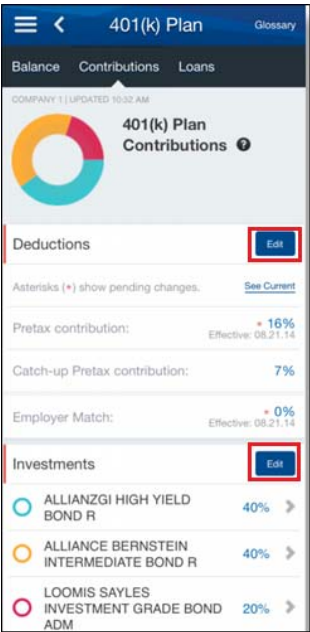 401(k) Plan Glossary
Balance Contributions Loans
COMPANY 1 | UPDATED 10:32 AM
401(k) Plan
Contributions ?
Deductions Edit
Asterisks (*) show pending changes. See Current
Pretax contribution: * 16%
Effective: 08.21.14
Catch-up Pretax contribution: 7%
Employer Match: * 0%
Effective: 08.21.14
Investments Edit
ALLIANZGI HIGH YIELD
BOND R 40%
ALLIANCE BERNSTEIN
INTERMEDIATE BOND R 40%
LOOMIS SAYLES
INVESTMENT GRADE BOND 20%
ADM